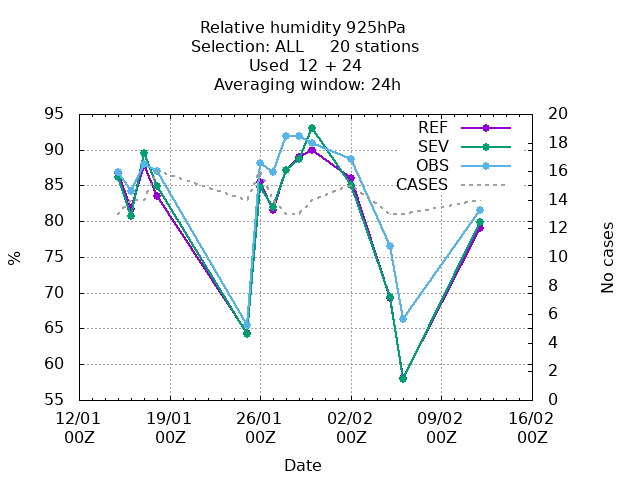 Relative humidity 925hPa
Selection: ALL     20 stations
Used  12 + 24
Averaging window: 24h
95
90
85
80
75
70
65
60
55
%
20
18
16
14
12
10
8
6
4
2
0
No cases
REF
SEV
OBS
CASES
12/01 19/01 26/01 02/02 09/02 16/02
00Z 00Z 00Z 00Z 00Z 00Z
Date